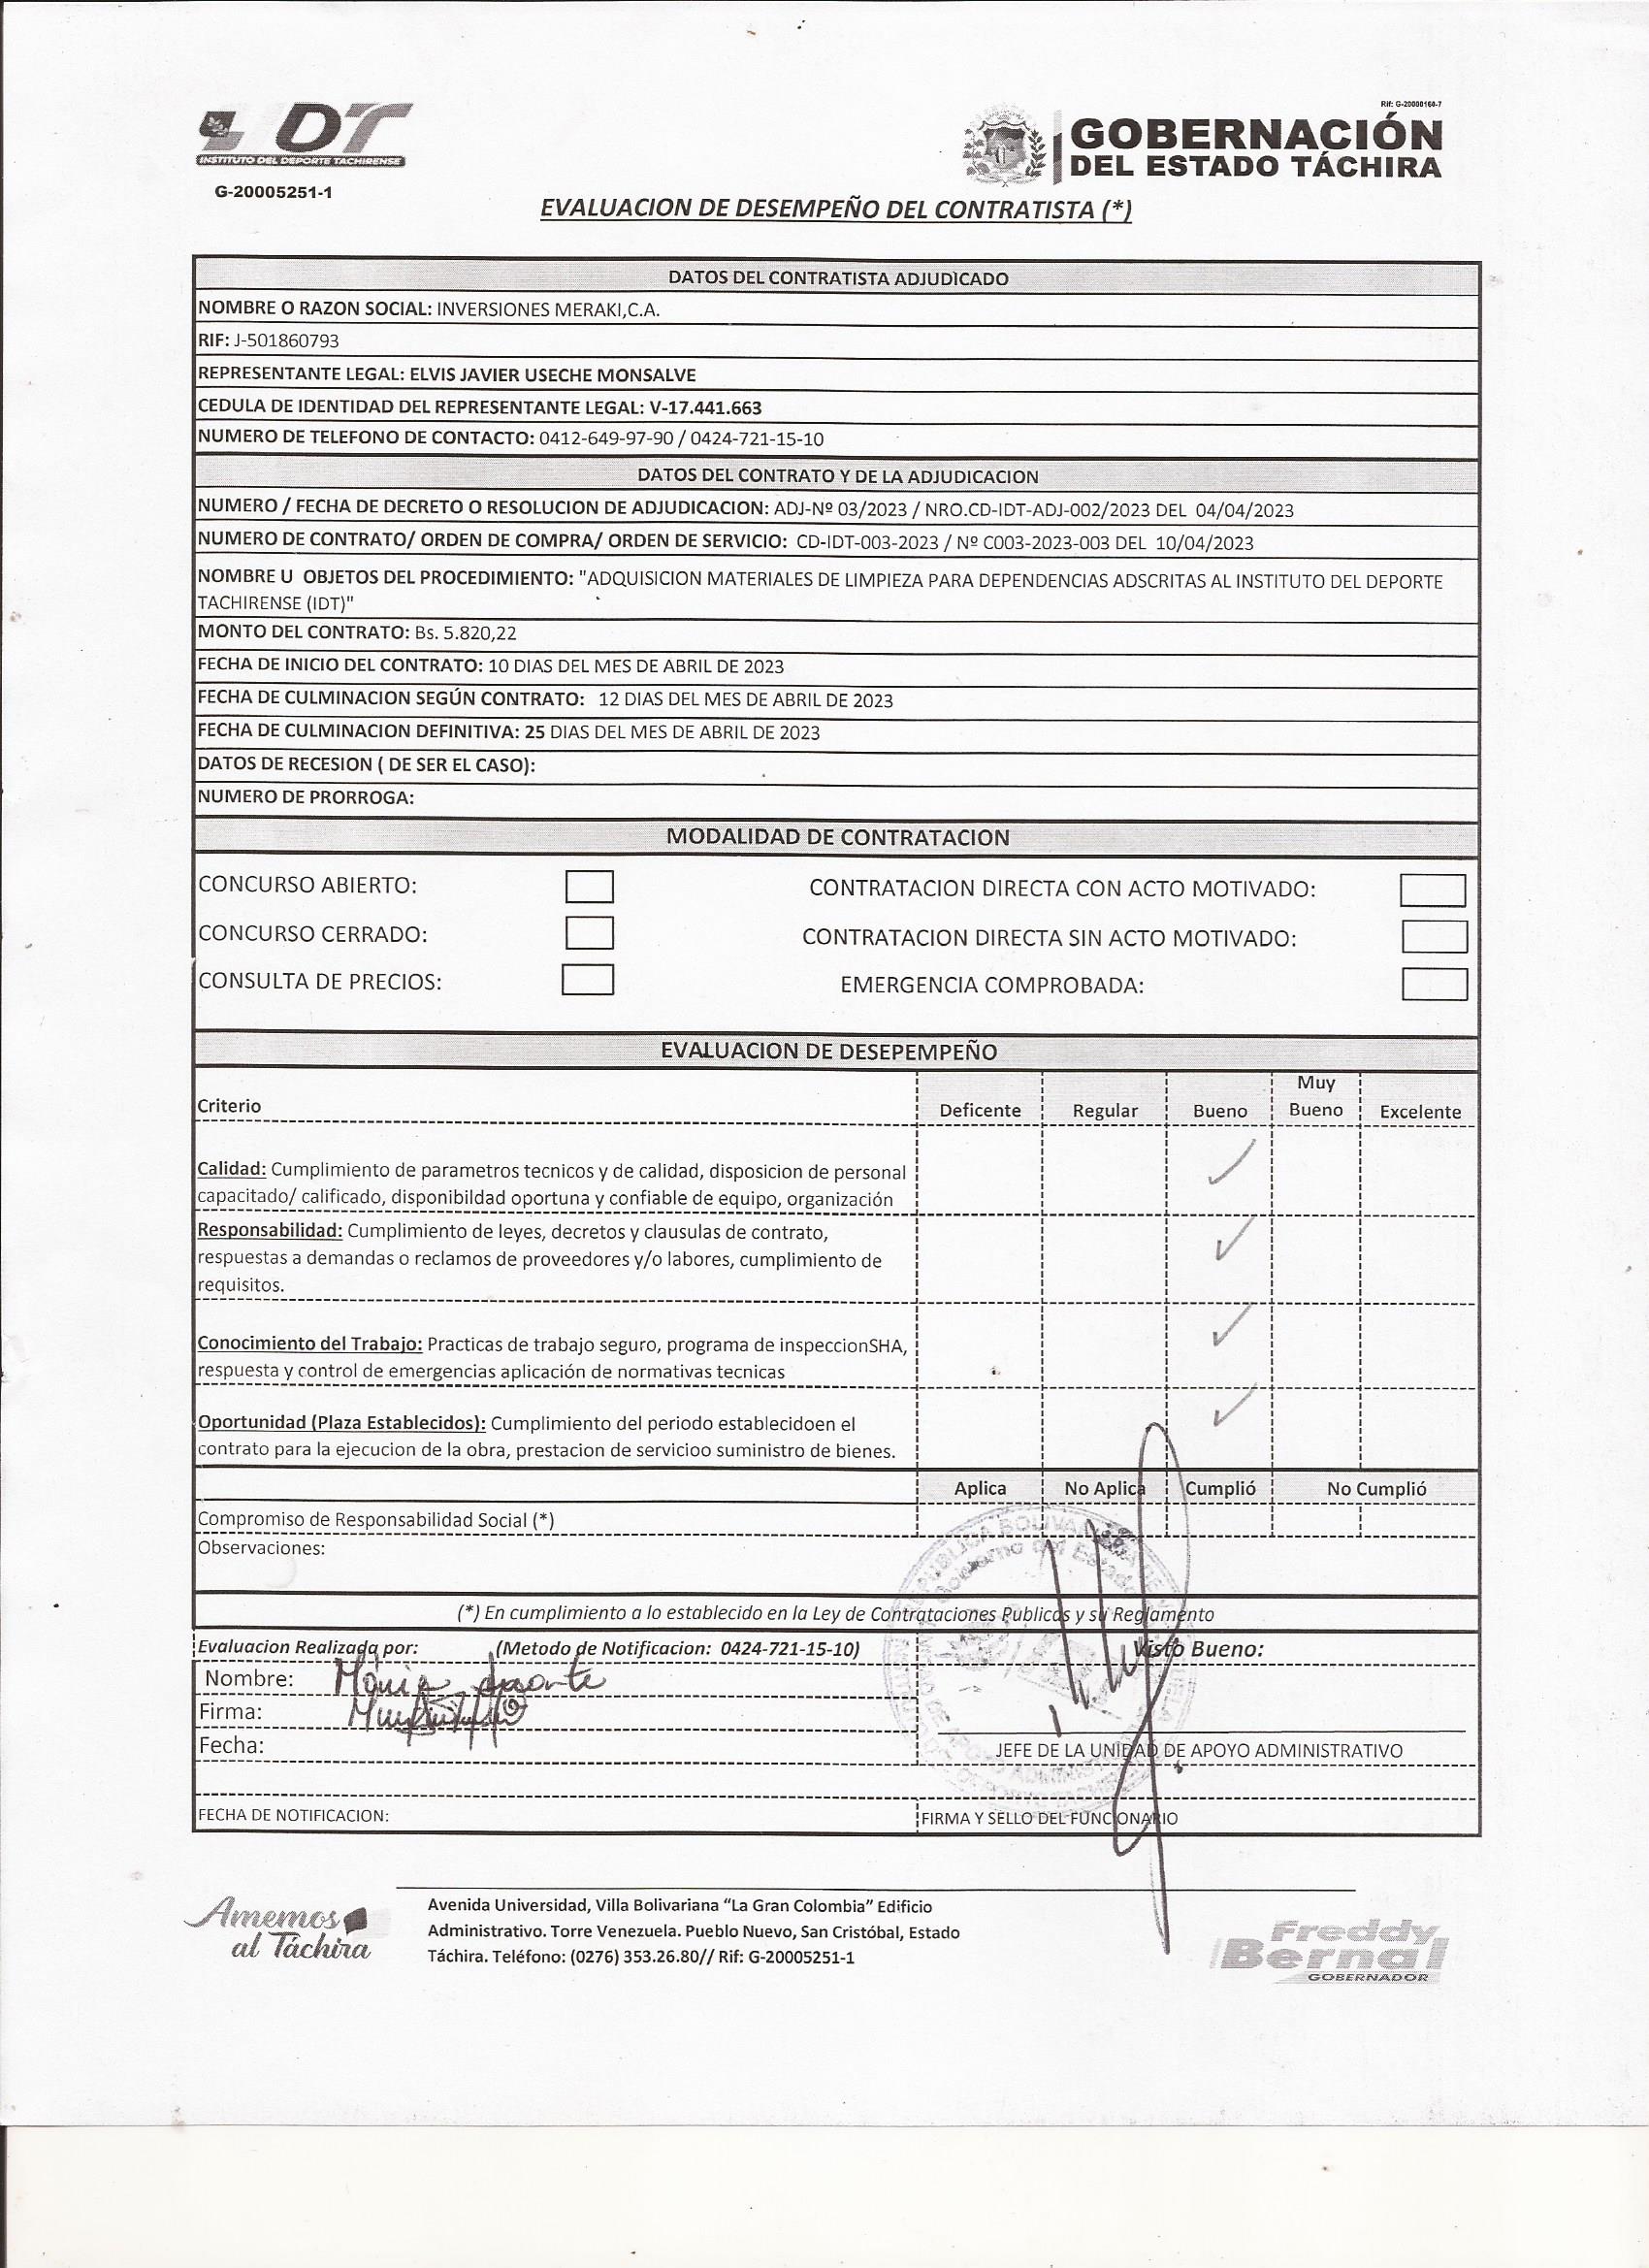 IDT
INSTITUTO DEL DEPORTE TACHIRENSE
G-20005251-1
Rif: G-20000160-7
GOBERNACIÓN
DEL ESTADO TÁCHIRA
EVALUACION DE DESEMPEÑO DEL CONTRATISTA (*)
DATOS DEL CONTRATISTA ADJUDICADO
NOMBRE O RAZON SOCIAL: INVERSIONES MERAKI,C.A.
RIF: J-501860793
REPRESENTANTE LEGAL: ELVIS JAVIER USECHE MONSALVE
CEDULA DE IDENTIDAD DEL REPRESENTANTE LEGAL: V-17.441.663
NUMERO DE TELEFONO DE CONTACTO: 0412-649-97-90 / 0424-721-15-10
DATOS DEL CONTRATO Y DE LA ADJUDICACION
NUMERO / FECHA DE DECRETO O RESOLUCION DE ADJUDICACION: ADJ-Nº 03/2023 / NRO.CD-IDT-ADJ-002/2023 DEL 04/04/2023
NUMERO DE CONTRATO/ ORDEN DE COMPRA/ ORDEN DE SERVICIO: CD-IDT-003-2023 / Nº C003-2023-003 DEL 10/04/2023
NOMBRE U OBJETOS DEL PROCEDIMIENTO: "ADQUISICION MATERIALES DE LIMPIEZA PARA DEPENDENCIAS ADSCRITAS AL INSTITUTO DEL DEPORTE
TACHIRENSE (IDT)"
MONTO DEL CONTRATO: Bs. 5.820,22
FECHA DE INICIO DEL CONTRATO: 10 DIAS DEL MES DE ABRIL DE 2023
FECHA DE CULMINACION SEGÚN CONTRATO: 12 DIAS DEL MES DE ABRIL DE 2023
FECHA DE CULMINACION DEFINITIVA: 25 DIAS DEL MES DE ABRIL DE 2023
DATOS DE RECESION ( DE SER EL CASO):
NUMERO DE PRORROGA:
MODALIDAD DE CONTRATACION
CONCURSO ABIERTO: CONTRATACION DIRECTA CON ACTO MOTIVADO:
CONCURSO CERRADO: CONTRATACION DIRECTA SIN ACTO MOTIVADO:
CONSULTA DE PRECIOS: EMERGENCIA COMPROBADA:
EVALUACION DE DESEPEMPEÑO
Criterio Deficente Regular Bueno Muy Bueno Excelente
Calidad: Cumplimiento de parametros tecnicos y de calidad, disposicion de personal
capacitado/ calificado, disponibildad oportuna y confiable de equipo, organización
Responsabilidad: Cumplimiento de leyes, decretos y clausulas de contrato,
respuestas a demandas o reclamos de proveedores y/o labores, cumplimiento de
requisitos.
Conocimiento del Trabajo: Practicas de trabajo seguro, programa de inspeccionSHA,
respuesta y control de emergencias aplicación de normativas tecnicas
Oportunidad (Plaza Establecidos): Cumplimiento del periodo establecidoen el
contrato para la ejecucion de la obra, prestacion de servicioo suministro de bienes.
Aplica No Aplica Cumplió No Cumplió
Compromiso de Responsabilidad Social (*)
Observaciones:
(*) En cumplimiento a lo establecido en la Ley de Contrataciones Publicas y su Reglamento
Evaluacion Realizada por: (Metodo de Notificacion: 0424-721-15-10) Visto Bueno:
Nombre:
Firma:
Fecha:
JEFE DE LA UNIDAD DE APOYO ADMINISTRATIVO
FECHA DE NOTIFICACION: FIRMA Y SELLO DEL FUNCIONARIO
Amemos
al Táchira
Avenida Universidad, Villa Bolivariana “La Gran Colombia” Edificio
Administrativo. Torre Venezuela. Pueblo Nuevo, San Cristóbal, Estado
Táchira. Teléfono: (0276) 353.26.80// Rif: G-20005251-1
Freddy
Bernal
GOBERNADOR